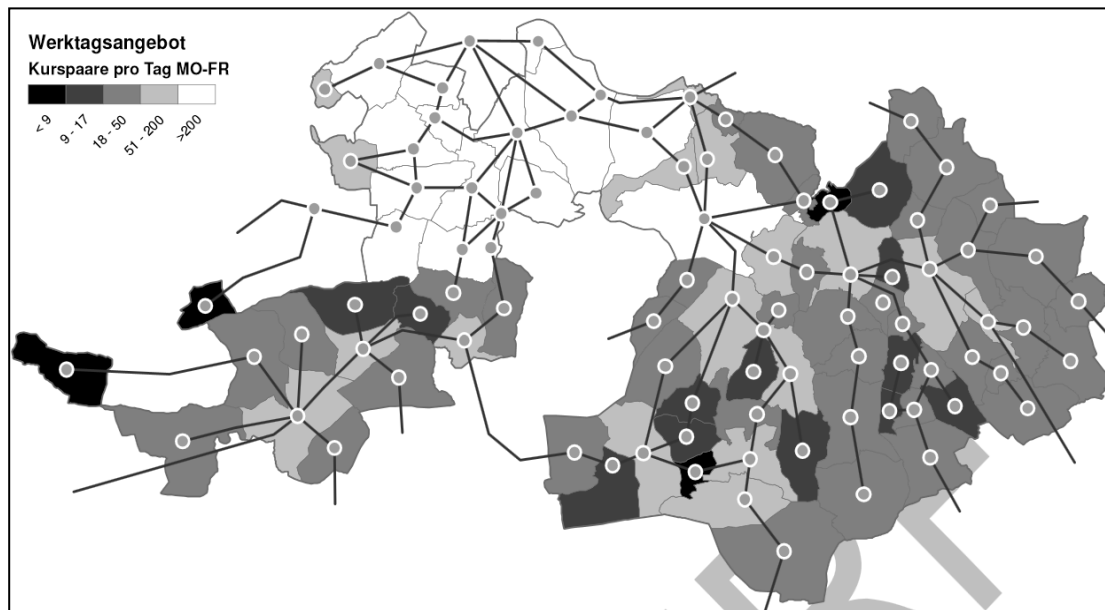 Werktagsangebot
Kurspaare pro Tag MO-FR
< 9
9 - 17
18 - 50
51 - 200
>200